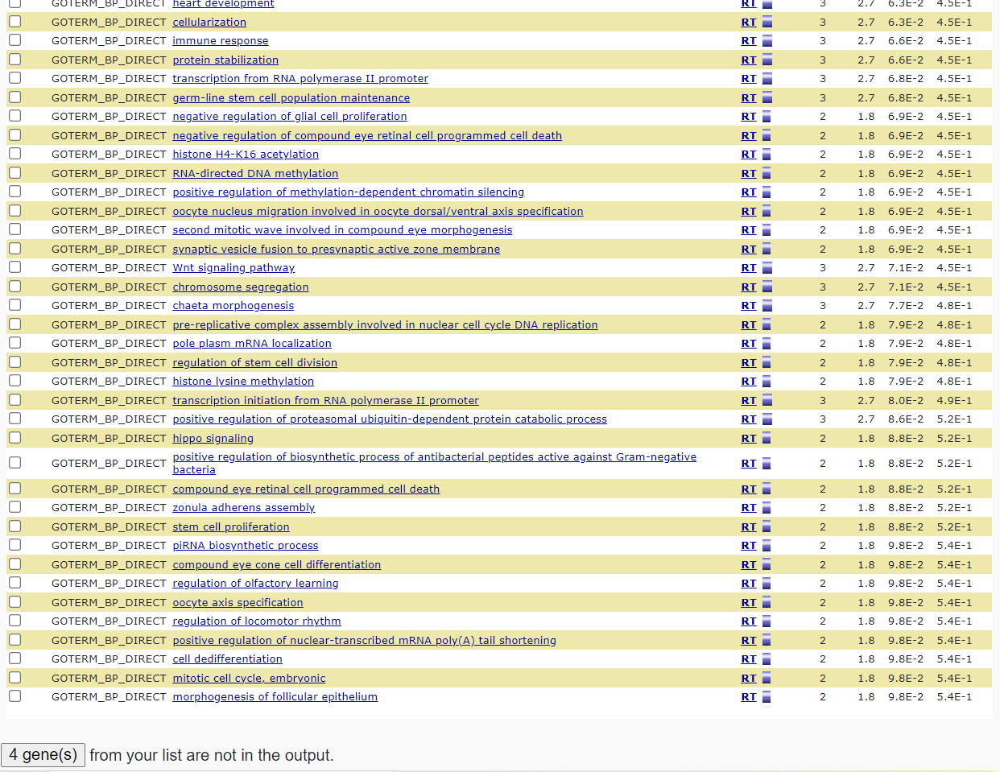 GOTERM_BP_DIRECT heart development RT 3 2.7 6.3E-2 4.5E-1
GOTERM_BP_DIRECT cellularization RT 3 2.7 6.3E-2 4.5E-1
GOTERM_BP_DIRECT immune response RT 3 2.7 6.6E-2 4.5E-1
GOTERM_BP_DIRECT protein stabilization RT 3 2.7 6.6E-2 4.5E-1
GOTERM_BP_DIRECT transcription from RNA polymerase II promoter RT 3 2.7 6.8E-2 4.5E-1
GOTERM_BP_DIRECT germ-line stem cell population maintenance RT 3 2.7 6.8E-2 4.5E-1
GOTERM_BP_DIRECT negative regulation of glial cell proliferation RT 2 1.8 6.9E-2 4.5E-1
GOTERM_BP_DIRECT negative regulation of compound eye retinal cell programmed cell death RT 2 1.8 6.9E-2 4.5E-1
GOTERM_BP_DIRECT histone H4-K16 acetylation RT 2 1.8 6.9E-2 4.5E-1
GOTERM_BP_DIRECT RNA-directed DNA methylation RT 2 1.8 6.9E-2 4.5E-1
GOTERM_BP_DIRECT positive regulation of methylation-dependent chromatin silencing RT 2 1.8 6.9E-2 4.5E-1
GOTERM_BP_DIRECT oocyte nucleus migration involved in oocyte dorsal/ventral axis specification RT 2 1.8 6.9E-2 4.5E-1
GOTERM_BP_DIRECT second mitotic wave involved in compound eye morphogenesis RT 2 1.8 6.9E-2 4.5E-1
GOTERM_BP_DIRECT synaptic vesicle fusion to presynaptic active zone membrane RT 2 1.8 6.9E-2 4.5E-1
GOTERM_BP_DIRECT Wnt signaling pathway RT 3 2.7 7.1E-2 4.5E-1
GOTERM_BP_DIRECT chromosome segregation RT 3 2.7 7.1E-2 4.5E-1
GOTERM_BP_DIRECT chaeta morphogenesis RT 3 2.7 7.7E-2 4.8E-1
GOTERM_BP_DIRECT pre-replicative complex assembly involved in nuclear cell cycle DNA replication RT 2 1.8 7.9E-2 4.8E-1
GOTERM_BP_DIRECT pole plasm mRNA localization RT 2 1.8 7.9E-2 4.8E-1
GOTERM_BP_DIRECT regulation of stem cell division RT 2 1.8 7.9E-2 4.8E-1
GOTERM_BP_DIRECT histone lysine methylation RT 2 1.8 7.9E-2 4.8E-1
GOTERM_BP_DIRECT transcription initiation from RNA polymerase II promoter RT 3 2.7 8.0E-2 4.9E-1
GOTERM_BP_DIRECT positive regulation of proteasomal ubiquitin-dependent protein catabolic process RT 3 2.7 8.6E-2 5.2E-1
GOTERM_BP_DIRECT hippo signaling RT 2 1.8 8.8E-2 5.2E-1
GOTERM_BP_DIRECT positive regulation of biosynthetic process of antibacterial peptides active against Gram-negative RT 2 1.8 8.8E-2 5.2E-1
bacteria
GOTERM_BP_DIRECT compound eye retinal cell programmed cell death RT 2 1.8 8.8E-2 5.2E-1
GOTERM_BP_DIRECT zonula adherens assembly RT 2 1.8 8.8E-2 5.2E-1
GOTERM_BP_DIRECT stem cell proliferation RT 2 1.8 8.8E-2 5.2E-1
GOTERM_BP_DIRECT piRNA biosynthetic process RT 2 1.8 9.8E-2 5.4E-1
GOTERM_BP_DIRECT compound eye cone cell differentiation RT 2 1.8 9.8E-2 5.4E-1
GOTERM_BP_DIRECT regulation of olfactory learning RT 2 1.8 9.8E-2 5.4E-1
GOTERM_BP_DIRECT oocyte axis specification RT 2 1.8 9.8E-2 5.4E-1
GOTERM_BP_DIRECT regulation of locomotor rhythm RT 2 1.8 9.8E-2 5.4E-1
GOTERM_BP_DIRECT positive regulation of nuclear-transcribed mRNA poly(A) tail shortening RT 2 1.8 9.8E-2 5.4E-1
GOTERM_BP_DIRECT cell dedifferentiation RT 2 1.8 9.8E-2 5.4E-1
GOTERM_BP_DIRECT mitotic cell cycle, embryonic RT 2 1.8 9.8E-2 5.4E-1
GOTERM_BP_DIRECT morphogenesis of follicular epithelium RT 2 1.8 9.8E-2 5.4E-1
4 gene(s) from your list are not in the output.